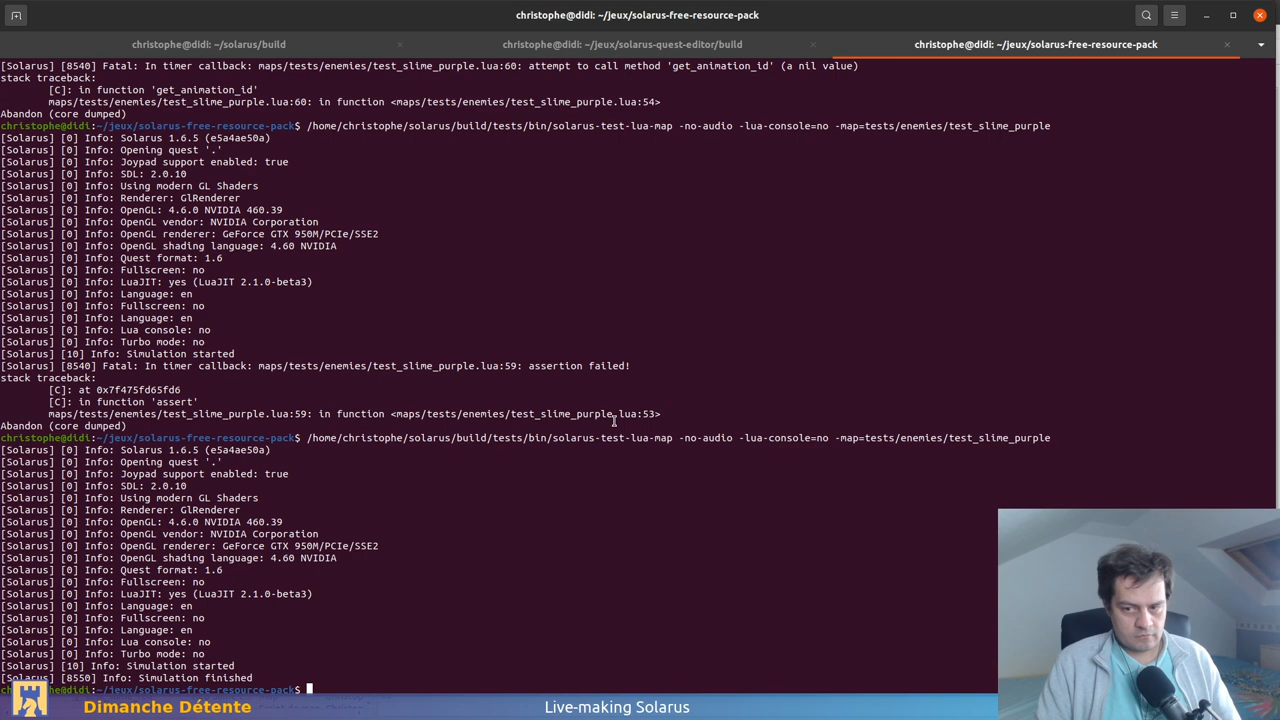 christophe@didi: ~/jeux/solarus-free-resource-pack
christophe@didi: ~/solarus/build
christophe@didi: ~/jeux/solarus-quest-editor/build
christophe@didi: ~/jeux/solarus-free-resource-pack
[Solarus] [8540] Fatal: In timer callback: maps/tests/enemies/test_slime_purple.lua:60: attempt to call method 'get_animation_id' (a nil value)
stack traceback:
[C]: in function 'get_animation_id'
maps/tests/enemies/test_slime_purple.lua:60: in function <maps/tests/enemies/test_slime_purple.lua:54>
Abandon (core dumped)
christophe@didi:~/jeux/solarus-free-resource-pack$ /home/christophe/solarus/build/tests/bin/solarus-test-lua-map -no-audio -lua-console=no -map=tests/enemies/test_slime_purple
[Solarus] [0] Info: Solarus 1.6.5 (e5a4ae50a)
[Solarus] [0] Info: Opening quest '.'
[Solarus] [0] Info: Joypad support enabled: true
[Solarus] [0] Info: SDL: 2.0.10
[Solarus] [0] Info: Using modern GL Shaders
[Solarus] [0] Info: Renderer: GlRenderer
[Solarus] [0] Info: OpenGL: 4.6.0 NVIDIA 460.39
[Solarus] [0] Info: OpenGL vendor: NVIDIA Corporation
[Solarus] [0] Info: OpenGL renderer: GeForce GTX 950M/PCIe/SSE2
[Solarus] [0] Info: OpenGL shading language: 4.60 NVIDIA
[Solarus] [0] Info: Quest format: 1.6
[Solarus] [0] Info: Fullscreen: no
[Solarus] [0] Info: LuaJIT: yes (LuaJIT 2.1.0-beta3)
[Solarus] [0] Info: Language: en
[Solarus] [0] Info: Fullscreen: no
[Solarus] [0] Info: Language: en
[Solarus] [0] Info: Lua console: no
[Solarus] [0] Info: Turbo mode: no
[Solarus] [10] Info: Simulation started
[Solarus] [8540] Fatal: In timer callback: maps/tests/enemies/test_slime_purple.lua:59: assertion failed!
stack traceback:
[C]: at 0x7f475fd65fd6
[C]: in function 'assert'
maps/tests/enemies/test_slime_purple.lua:59: in function <maps/tests/enemies/test_slime_purple.lua:53>
Abandon (core dumped)
christophe@didi:~/jeux/solarus-free-resource-pack$ /home/christophe/solarus/build/tests/bin/solarus-test-lua-map -no-audio -lua-console=no -map=tests/enemies/test_slime_purple
[Solarus] [0] Info: Solarus 1.6.5 (e5a4ae50a)
[Solarus] [0] Info: Opening quest '.'
[Solarus] [0] Info: Joypad support enabled: true
[Solarus] [0] Info: SDL: 2.0.10
[Solarus] [0] Info: Using modern GL Shaders
[Solarus] [0] Info: Renderer: GlRenderer
[Solarus] [0] Info: OpenGL: 4.6.0 NVIDIA 460.39
[Solarus] [0] Info: OpenGL vendor: NVIDIA Corporation
[Solarus] [0] Info: OpenGL renderer: GeForce GTX 950M/PCIe/SSE2
[Solarus] [0] Info: OpenGL shading language: 4.60 NVIDIA
[Solarus] [0] Info: Quest format: 1.6
[Solarus] [0] Info: Fullscreen: no
[Solarus] [0] Info: LuaJIT: yes (LuaJIT 2.1.0-beta3)
[Solarus] [0] Info: Language: en
[Solarus] [0] Info: Fullscreen: no
[Solarus] [0] Info: Language: en
[Solarus] [0] Info: Lua console: no
[Solarus] [0] Info: Turbo mode: no
[Solarus] [10] Info: Simulation started
[Solarus] [8550] Info: Simulation finished
christophe@didi:~/jeux/solarus-free-resource-pack$
Dimanche Détente
Live-making Solarus